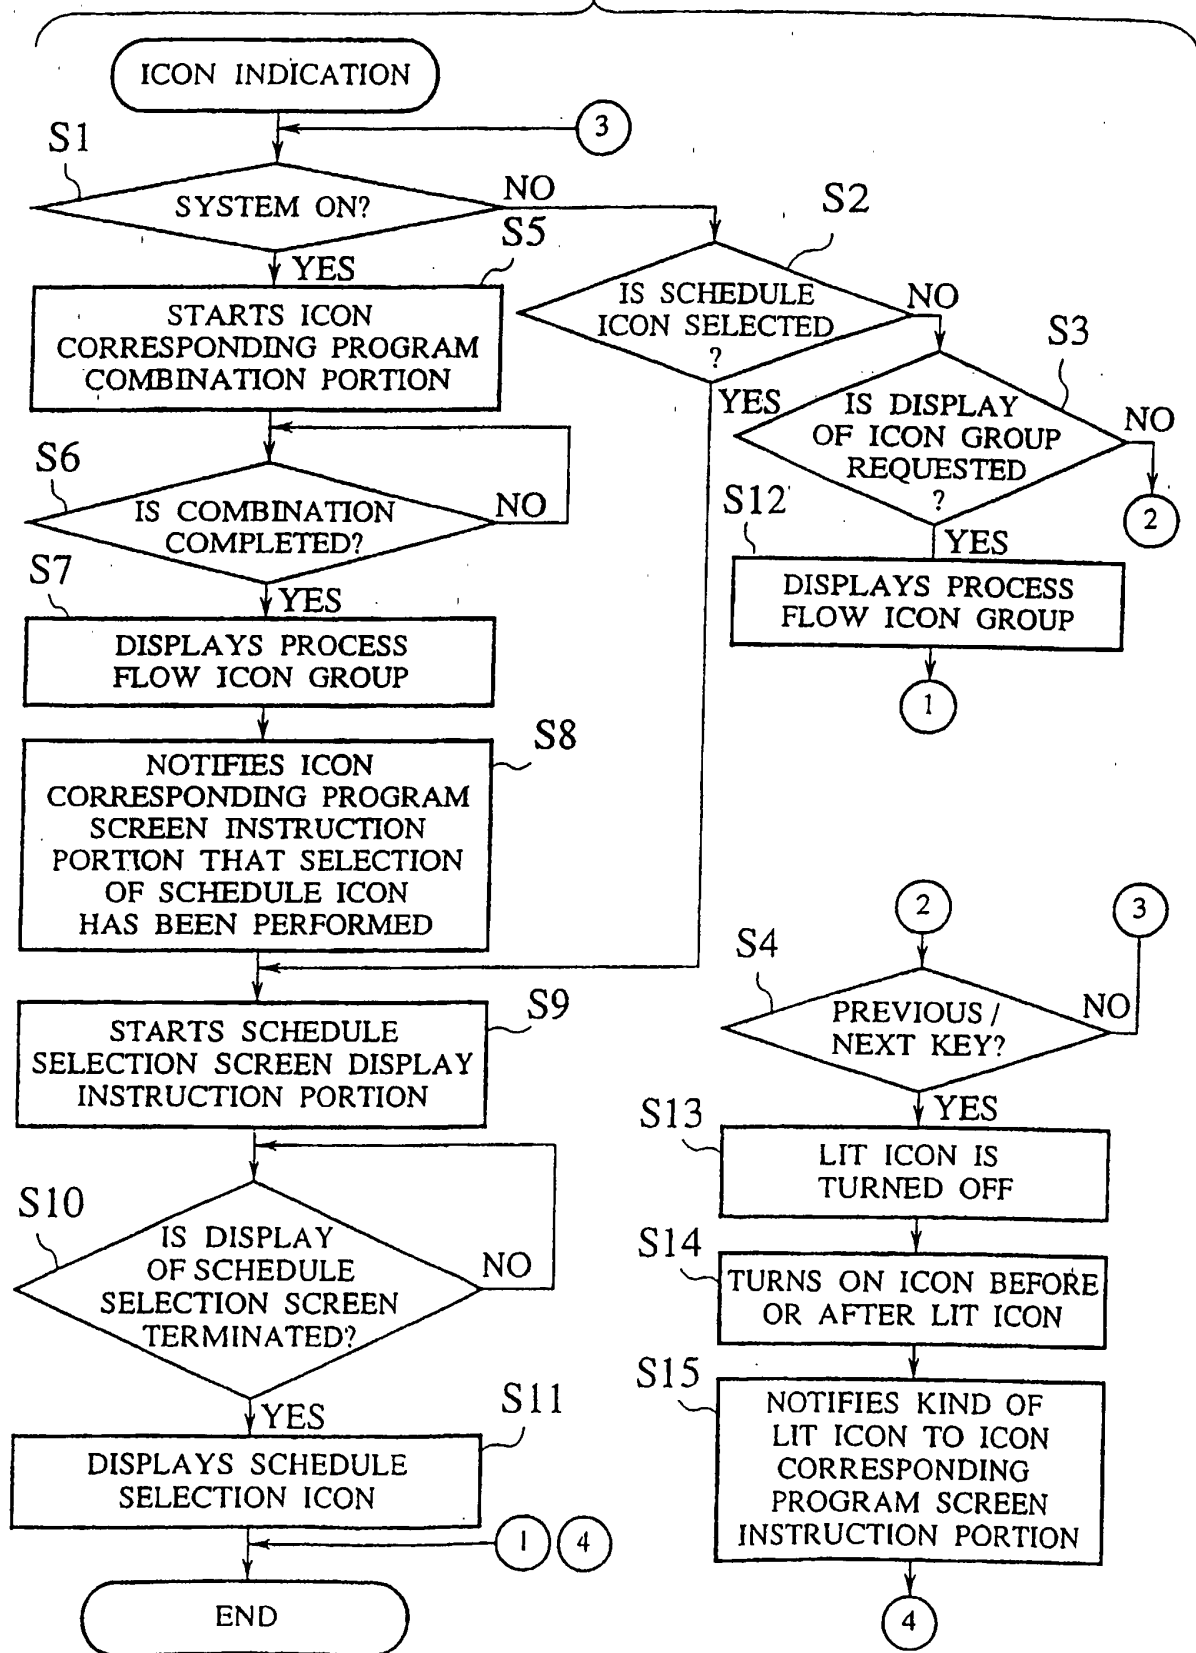 ICON INDICATION
3
S1
SYSTEM ON?
NO
YES
S2
IS SCHEDULE
ICON SELECTED
?
NO
YES
S3
IS DISPLAY
OF ICON GROUP
REQUESTED
?
NO
2
YES
S12
DISPLAYS PROCESS
FLOW ICON GROUP
1
S5
STARTS ICON
CORRESPONDING PROGRAM
COMBINATION PORTION
S6
IS COMBINATION
COMPLETED?
NO
YES
S7
DISPLAYS PROCESS
FLOW ICON GROUP
S8
NOTIFIES ICON
CORRESPONDING PROGRAM
SCREEN INSTRUCTION
PORTION THAT SELECTION
OF SCHEDULE ICON
HAS BEEN PERFORMED
S9
STARTS SCHEDULE
SELECTION SCREEN DISPLAY
INSTRUCTION PORTION
S10
IS DISPLAY
OF SCHEDULE
SELECTION SCREEN
TERMINATED?
NO
YES
S11
DISPLAYS SCHEDULE
SELECTION ICON
1 4
END
2
3
S4
PREVIOUS /
NEXT KEY?
NO
YES
S13
LIT ICON IS
TURNED OFF
S14
TURNS ON ICON BEFORE
OR AFTER LIT ICON
S15
NOTIFIES KIND OF
LIT ICON TO ICON
CORRESPONDING
PROGRAM SCREEN
INSTRUCTION PORTION
4